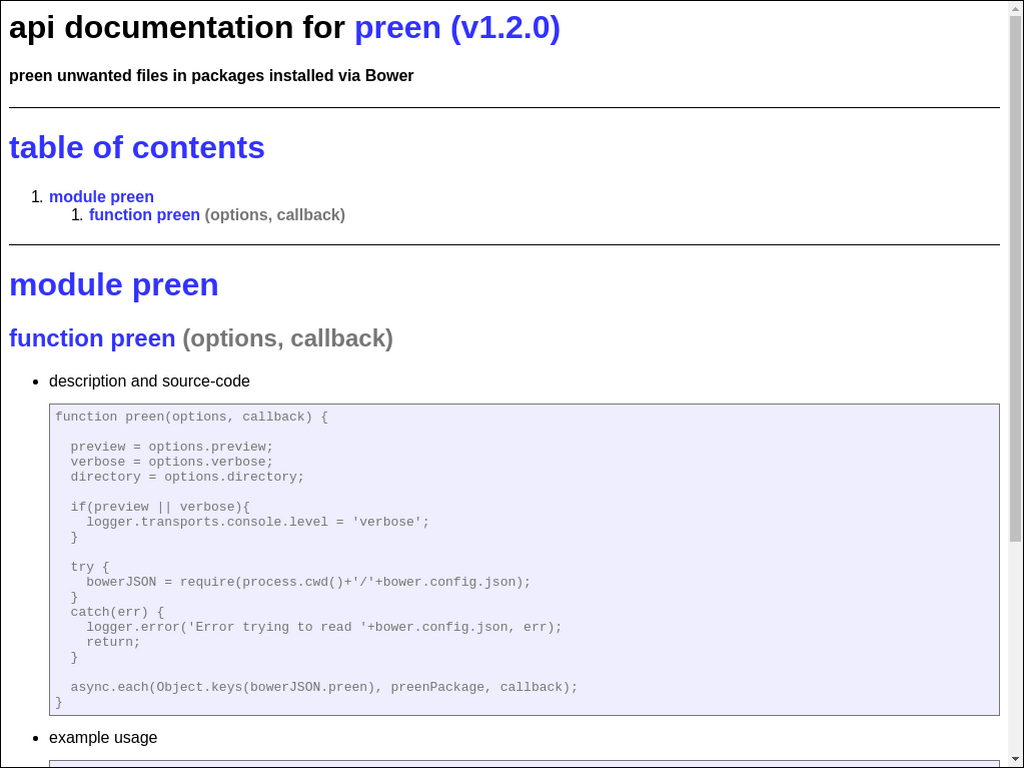 api documentation for preen (v1.2.0)
preen unwanted files in packages installed via Bower
table of contents
1. module preen
1. function preen (options, callback)
module preen
function preen (options, callback)
• description and source-code
function preen(options, callback) {
  preview = options.preview;
  verbose = options.verbose;
  directory = options.directory;
  if(preview || verbose){
    logger.transports.console.level = 'verbose';
  }
  try {
    bowerJSON = require(process.cwd()+'/'+bower.config.json);
  }
  catch(err) {
    logger.error('Error trying to read '+bower.config.json, err);
    return;
  }
  async.each(Object.keys(bowerJSON.preen), preenPackage, callback);
}
• example usage